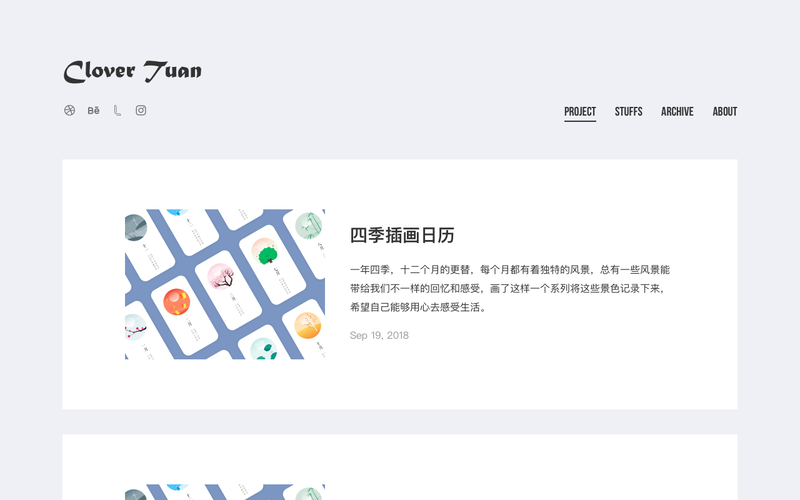 Clover Tuan
Bē
PROJECT STUFFS ARCHIVE ABOUT
四季插画日历
一年四季，十二个月的更替，每个月都有着独特的风景，总有一些风景能
带给我们不一样的回忆和感受，画了这样一个系列将这些景色记录下来，
希望自己能够用心去感受生活。
Sep 19, 2018